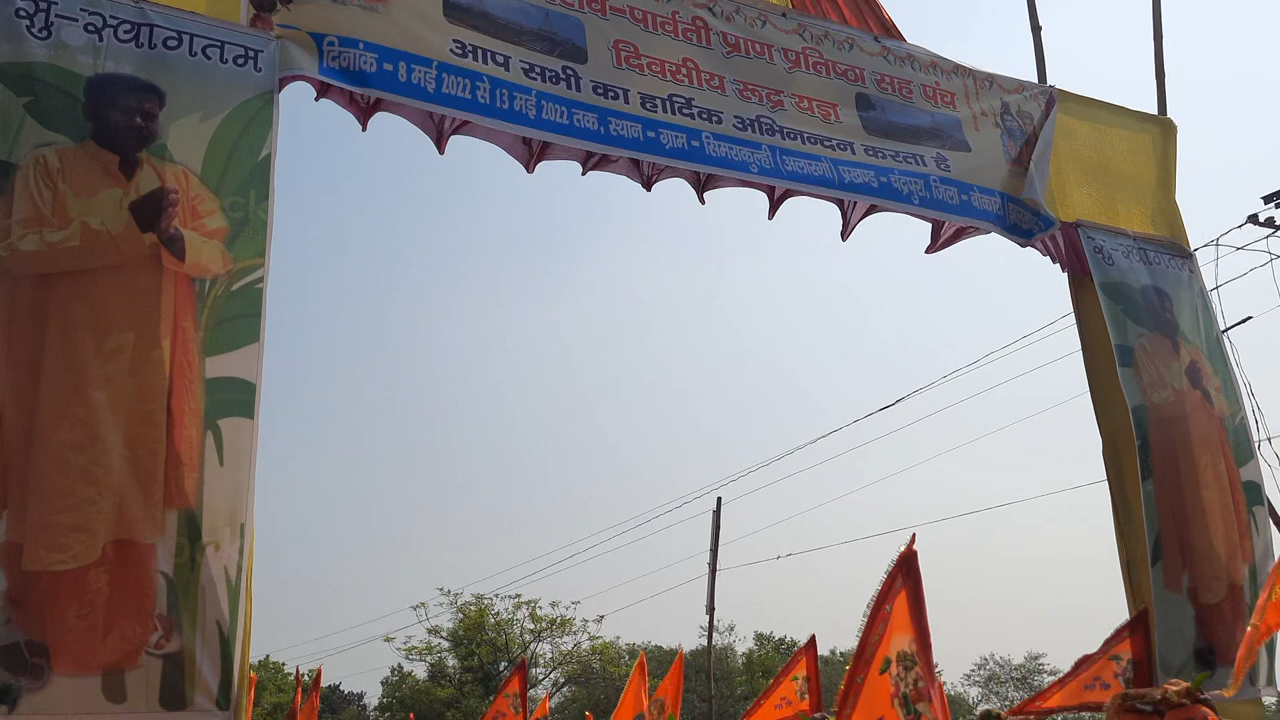 सु-स्वागतम
शिव-पार्वती प्राण प्रतिष्ठा सह पंच
दिवसीय रूद्र यज्ञ
आप सभी का हार्दिक अभिनन्दन करता है
दिनांक - 8 मई 2022 से 13 मई 2022 तक, स्थान - ग्राम - सिमराकुल्ही (अलारगो) प्रखण्ड - चंद्रपुरा, जिला - बोकारो (झारखण्ड)
सु-स्वागतम